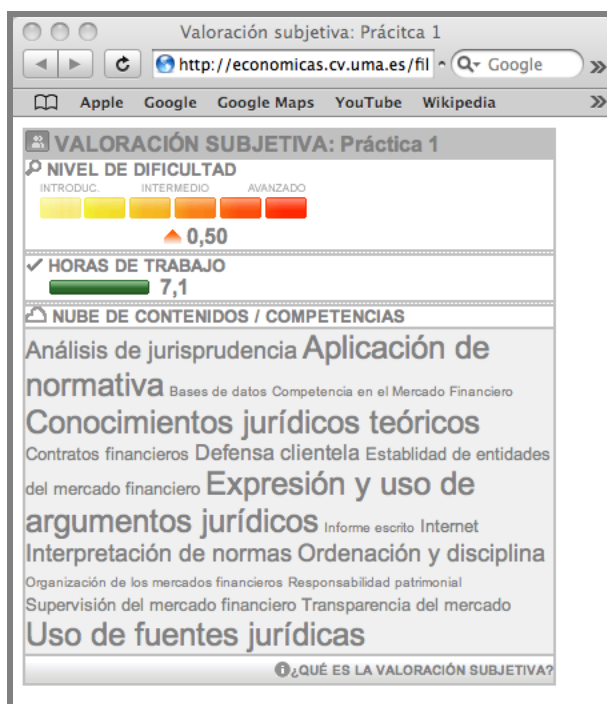 Valoración subjetiva: Prácitca 1
http://economicas.cv.uma.es/fil
Google
Apple Google Google Maps YouTube Wikipedia
VALORACIÓN SUBJETIVA: Práctica 1
NIVEL DE DIFICULTAD
INTRODUC. INTERMEDIO AVANZADO
0,50
HORAS DE TRABAJO
7,1
NUBE DE CONTENIDOS / COMPETENCIAS
Análisis de jurisprudencia Aplicación de
normativa Bases de datos Competencia en el Mercado Financiero
Conocimientos jurídicos teóricos
Contratos financieros Defensa clientela Establidad de entidades
del mercado financiero Expresión y uso de
argumentos jurídicos Informe escrito Internet
Interpretación de normas Ordenación y disciplina
Organización de los mercados financieros Responsabilidad patrimonial
Supervisión del mercado financiero Transparencia del mercado
Uso de fuentes jurídicas
¿QUÉ ES LA VALORACIÓN SUBJETIVA?